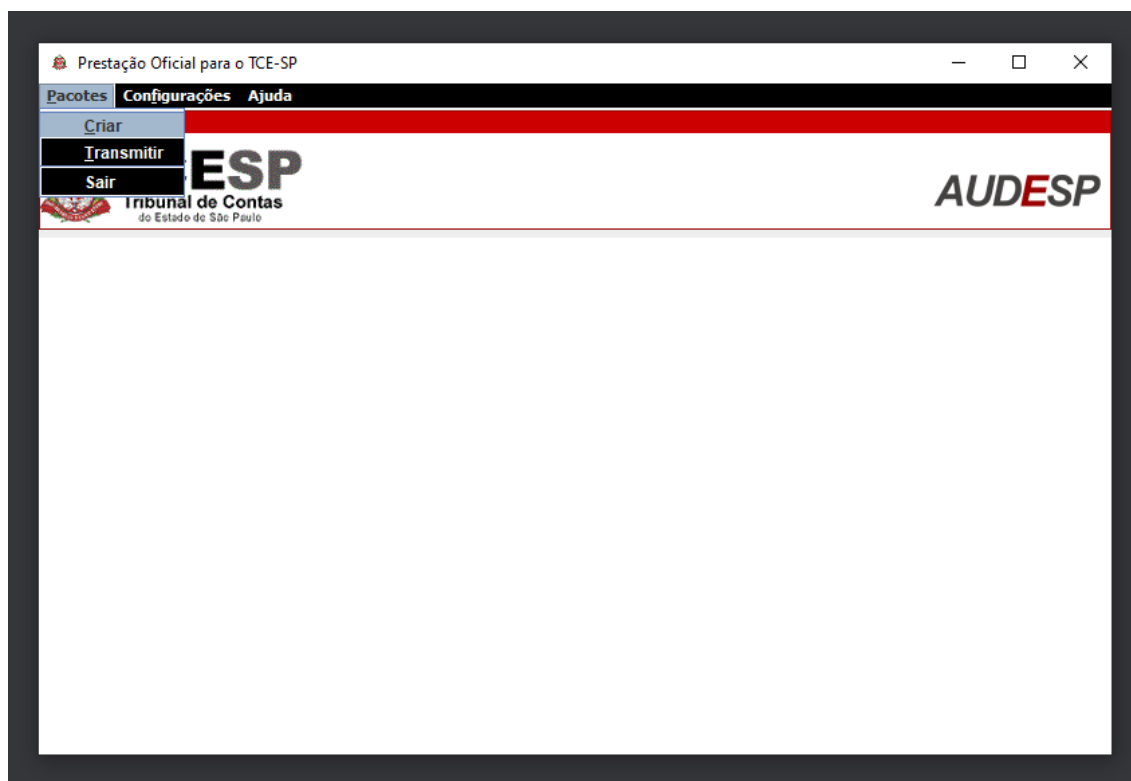 Prestação Oficial para o TCE-SP
Pacotes Configurações Ajuda
Criar
Transmitir
Sair
ESP
Tribunal de Contas
do Estado de São Paulo
AUDESP